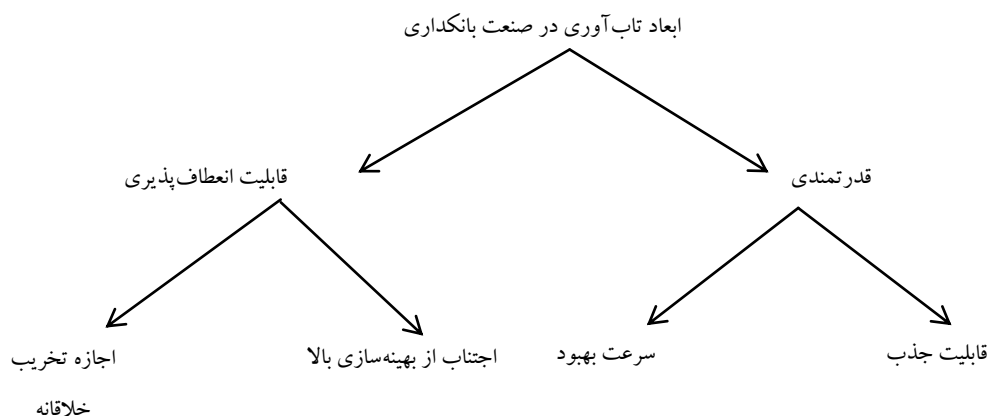 ابعاد تاب‌آوری در صنعت بانکداری
قدرتمندی
قابلیت انعطاف‌پذیری
قابلیت جذب
سرعت بهبود
اجتناب از بهینه‌سازی بالا
اجازه تخریب
خلاقانه